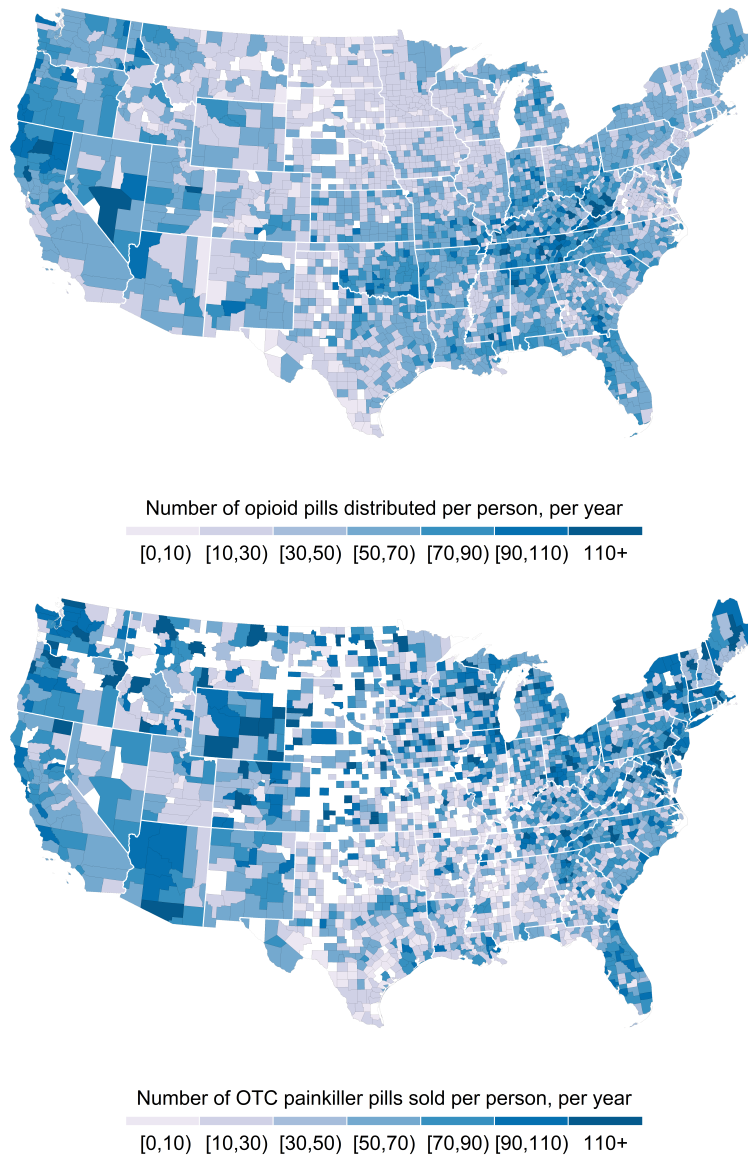 Number of opioid pills distributed per person, per year
[0,10) [10,30) [30,50) [50,70) [70,90) [90,110) 110+
Number of OTC painkiller pills sold per person, per year
[0,10) [10,30) [30,50) [50,70) [70,90) [90,110) 110+